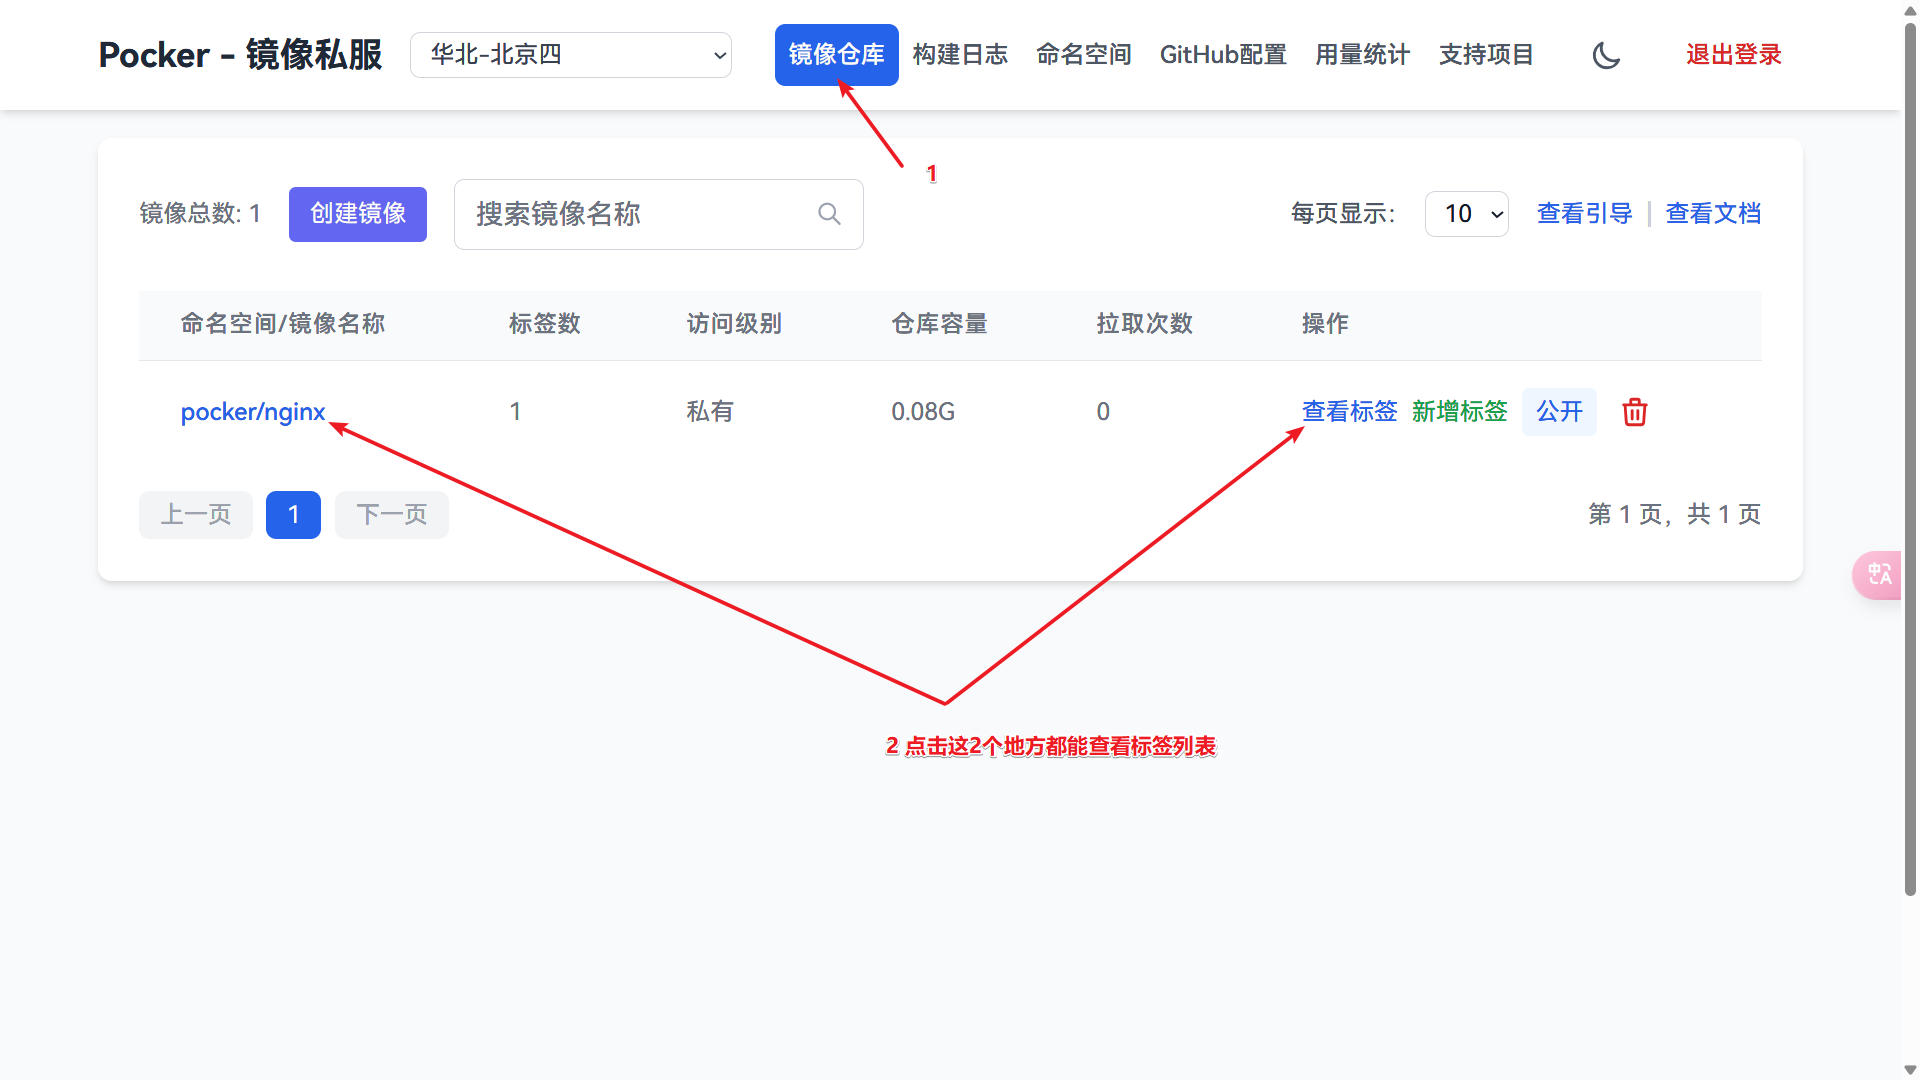 Pocker - 镜像私服 华北-北京四 镜像仓库 构建日志 命名空间 GitHub配置 用量统计 支持项目 退出登录
1
镜像总数: 1 创建镜像 搜索镜像名称 每页显示: 10 查看引导 查看文档
命名空间/镜像名称 标签数 访问级别 仓库容量 拉取次数 操作
pocker/nginx 1 私有 0.08G 0 查看标签 新增标签 公开
上一页 1 下一页 第 1 页，共 1 页
中A
2 点击这2个地方都能查看标签列表